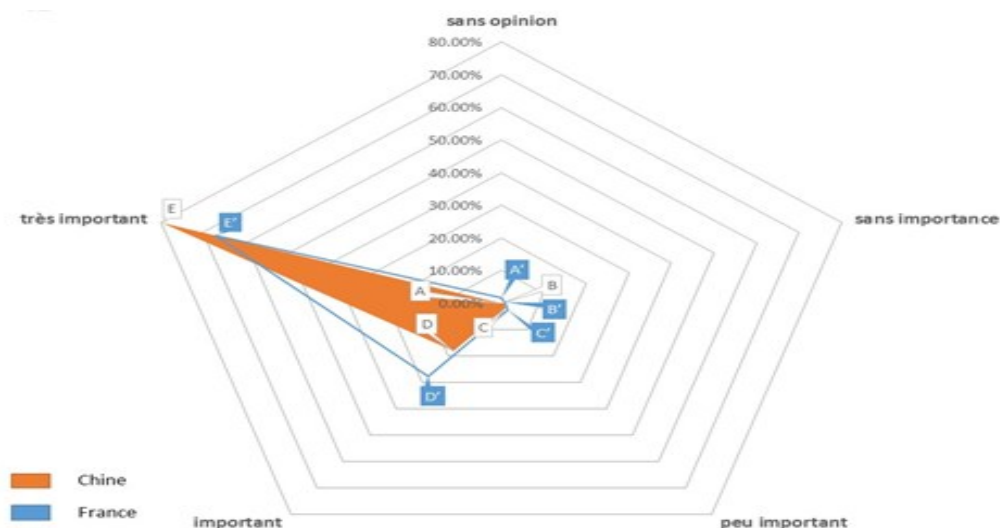 sans opinion
80.00%
70.00%
60.00%
50.00%
40.00%
30.00%
20.00%
10.00%
0.00%
E
très important
E'
sans importance
A'
A
B
B'
D
C
C'
D'
Chine
France
important
peu important